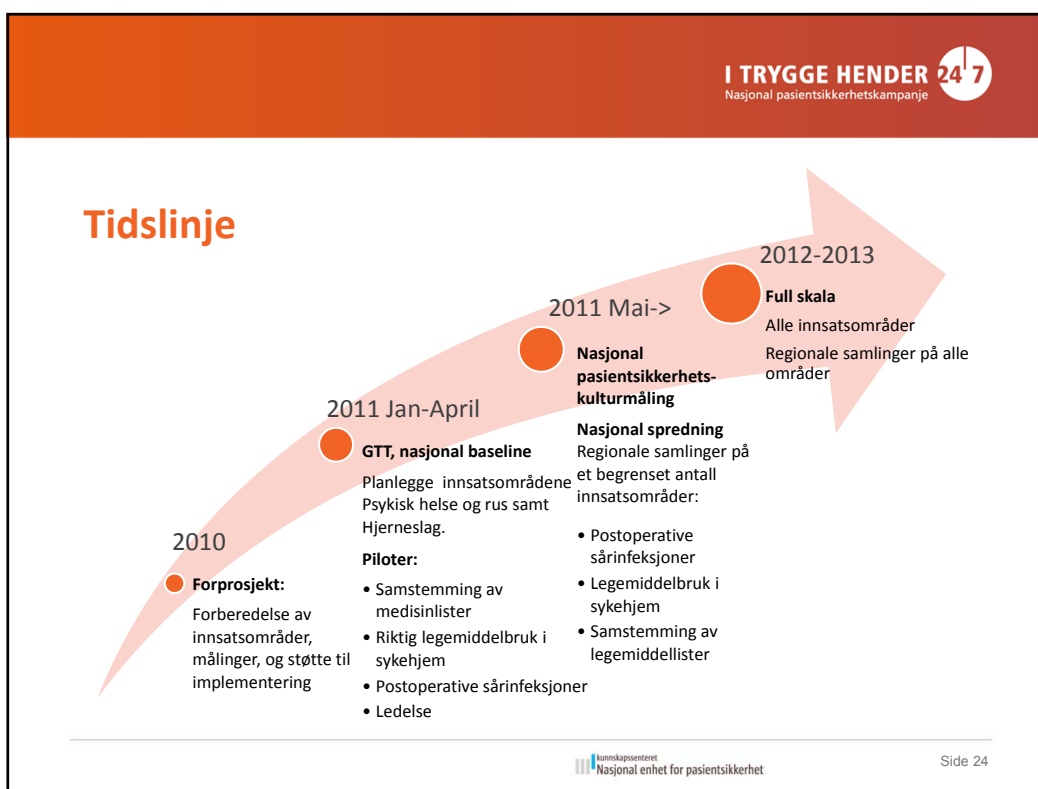 I TRYGGE HENDER 24 7
Nasjonal pasientsikkerhetskampanje
Tidslinje
2010
Forprosjekt:
Forberedelse av
innsatsområder,
målinger, og støtte til
implementering
2011 Jan-April
GTT, nasjonal baseline
Planlegge innsatsområdene
Psykisk helse og rus samt
Hjerneslag.
Piloter:
• Samstemming av
medisinlister
• Riktig legemiddelbruk i
sykehjem
• Postoperative sårinfeksjoner
• Ledelse
2011 Mai->
Nasjonal
pasientsikkerhets-
kulturmåling
Nasjonal spredning
Regionale samlinger på
et begrenset antall
innsatsområder:
• Postoperative
sårinfeksjoner
• Legemiddelbruk i
sykehjem
• Samstemming av
legemiddellister
2012-2013
Full skala
Alle innsatsområder
Regionale samlinger på alle
områder
kunnskapssenteret
Nasjonal enhet for pasientsikkerhet
Side 24